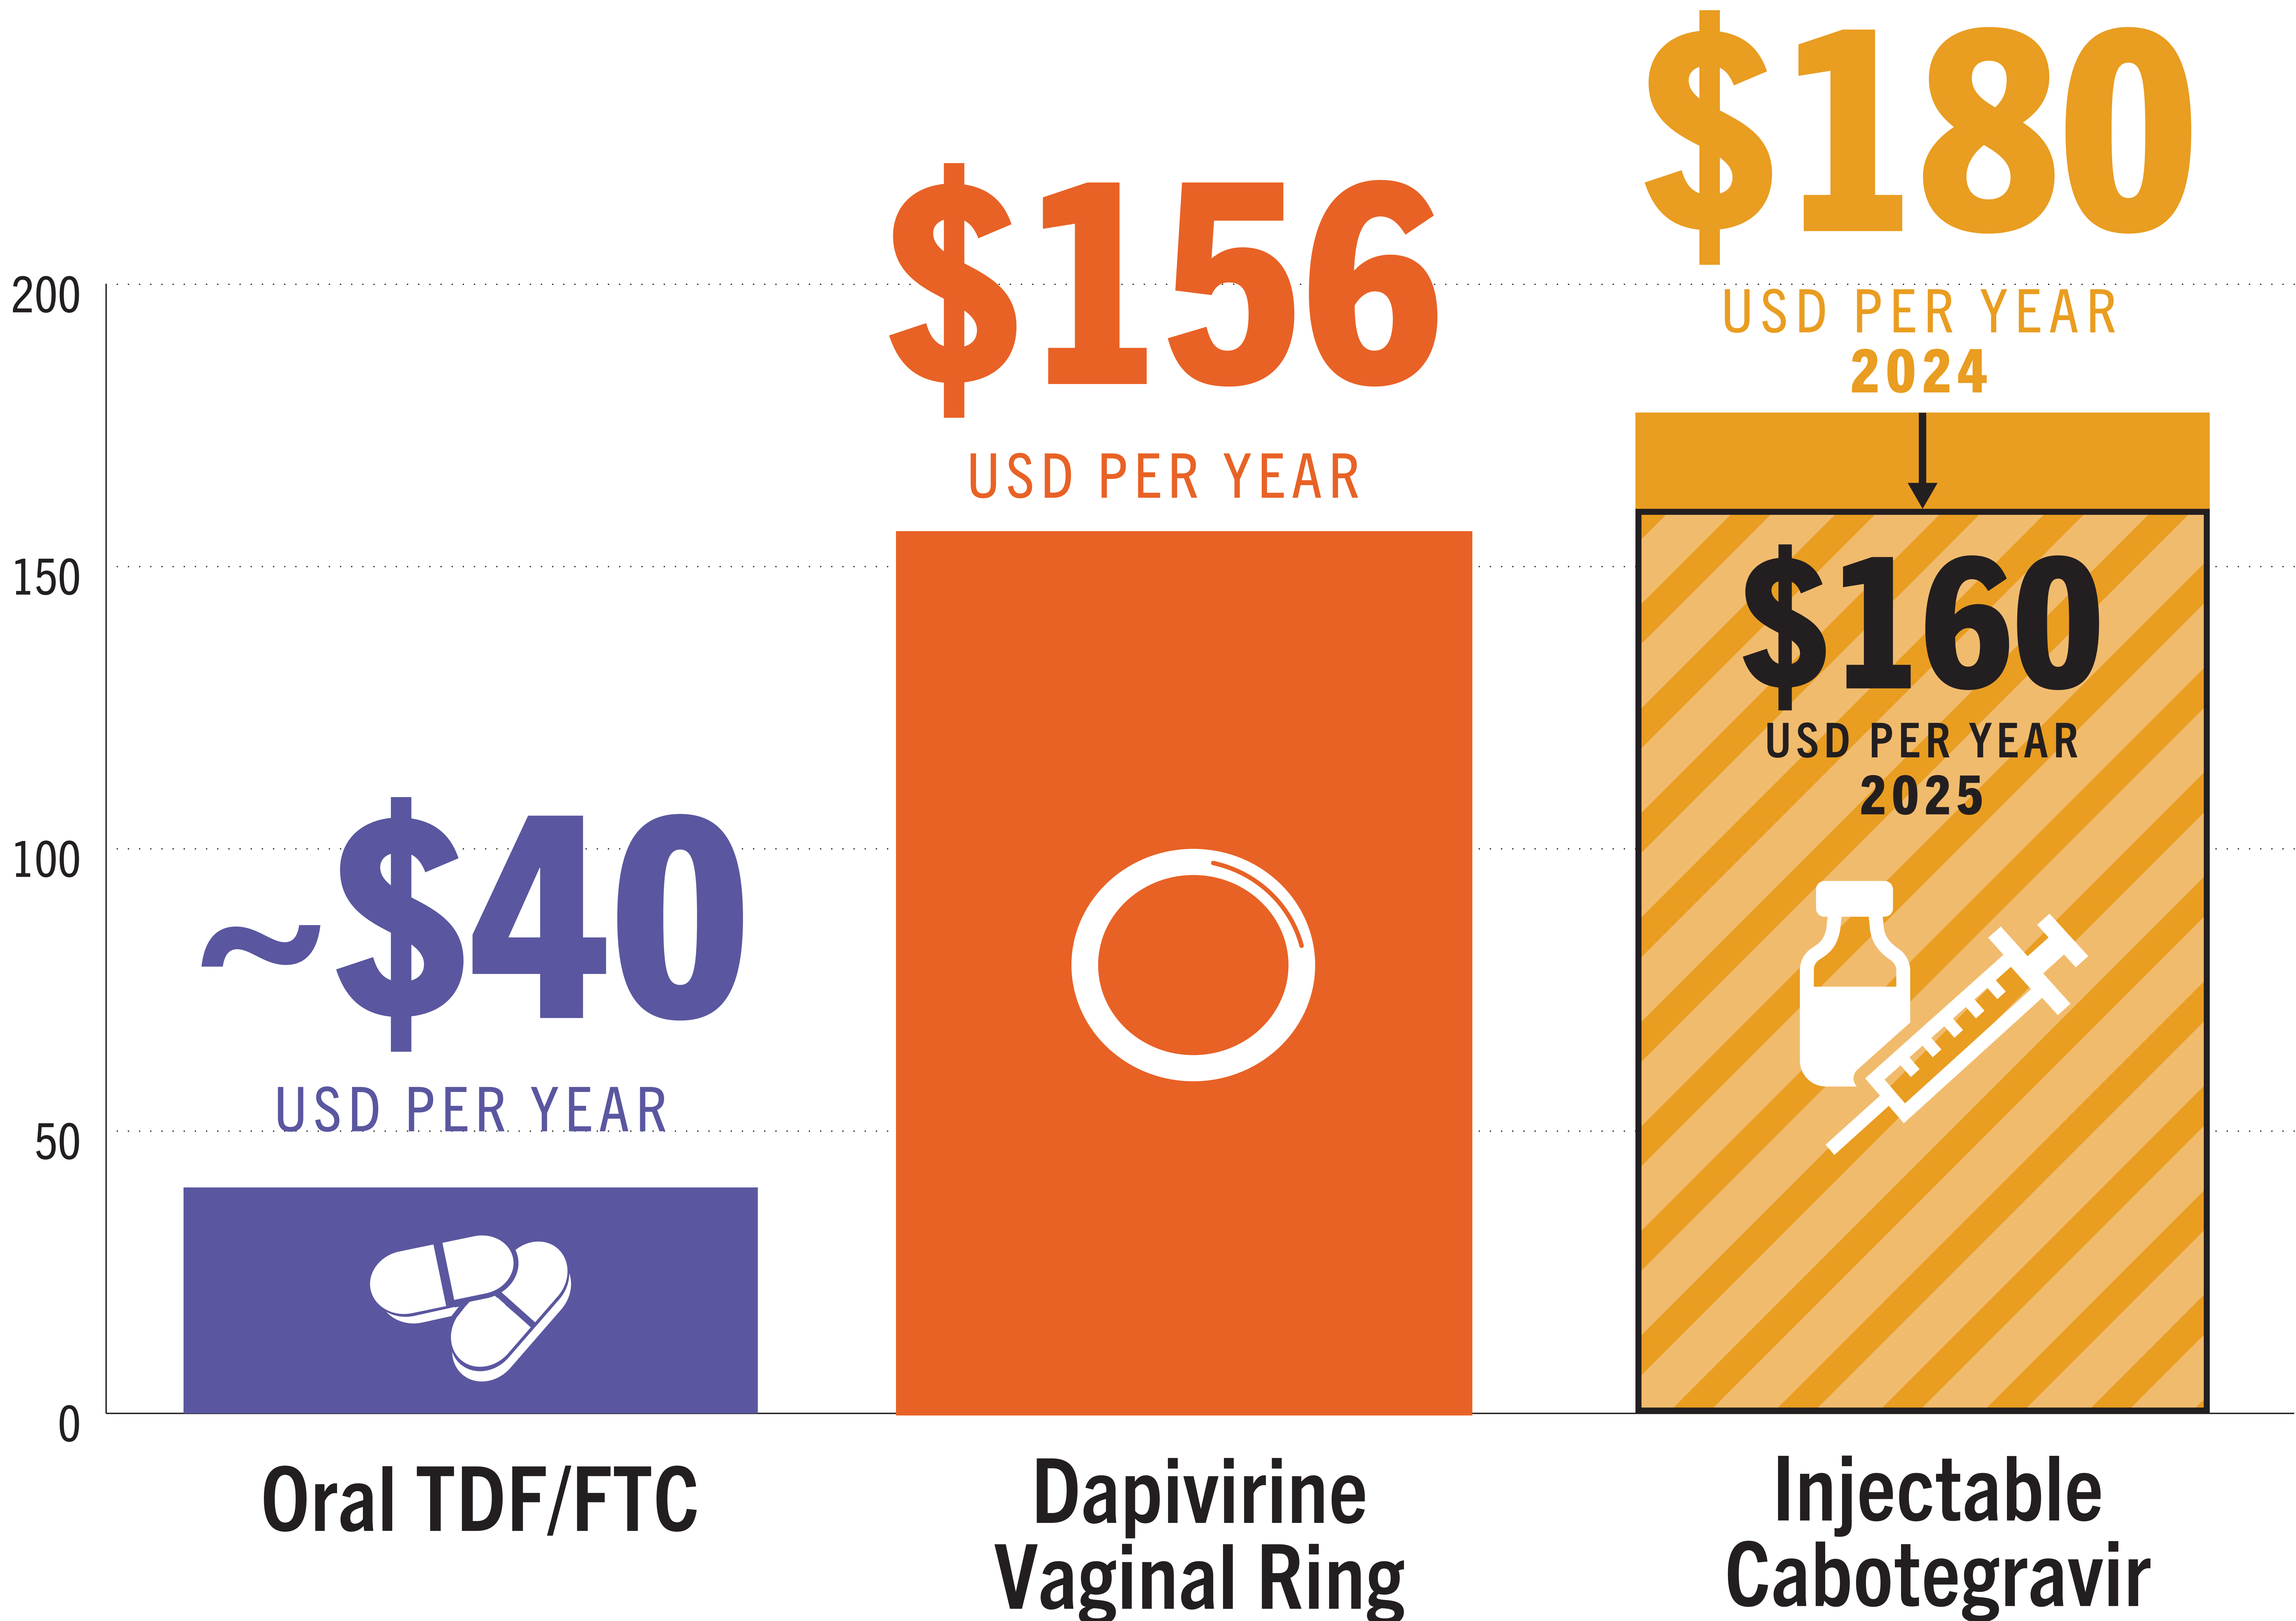 $180
USD PER YEAR
2024
$156
USD PER YEAR
$160
USD PER YEAR
2025
~$40
USD PER YEAR
200
150
100
50
0
Oral TDF/FTC
Dapivirine
Vaginal Ring
Injectable
Cabotegravir